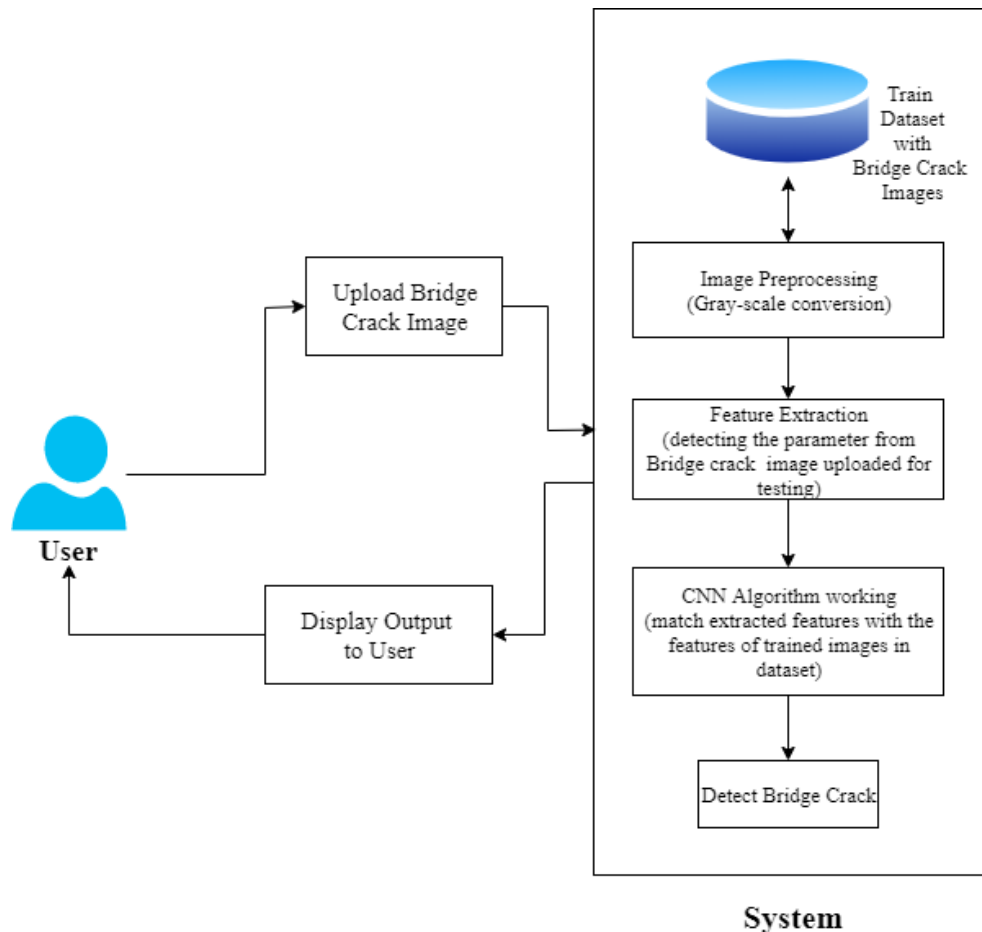 Train
Dataset
with
Bridge Crack
Images
Image Preprocessing
(Gray-scale conversion)
Upload Bridge
Crack Image
Feature Extraction
(detecting the parameter from
Bridge crack image uploaded for
testing)
User
CNN Algorithm working
(match extracted features with the
features of trained images in
dataset)
Display Output
to User
Detect Bridge Crack
System